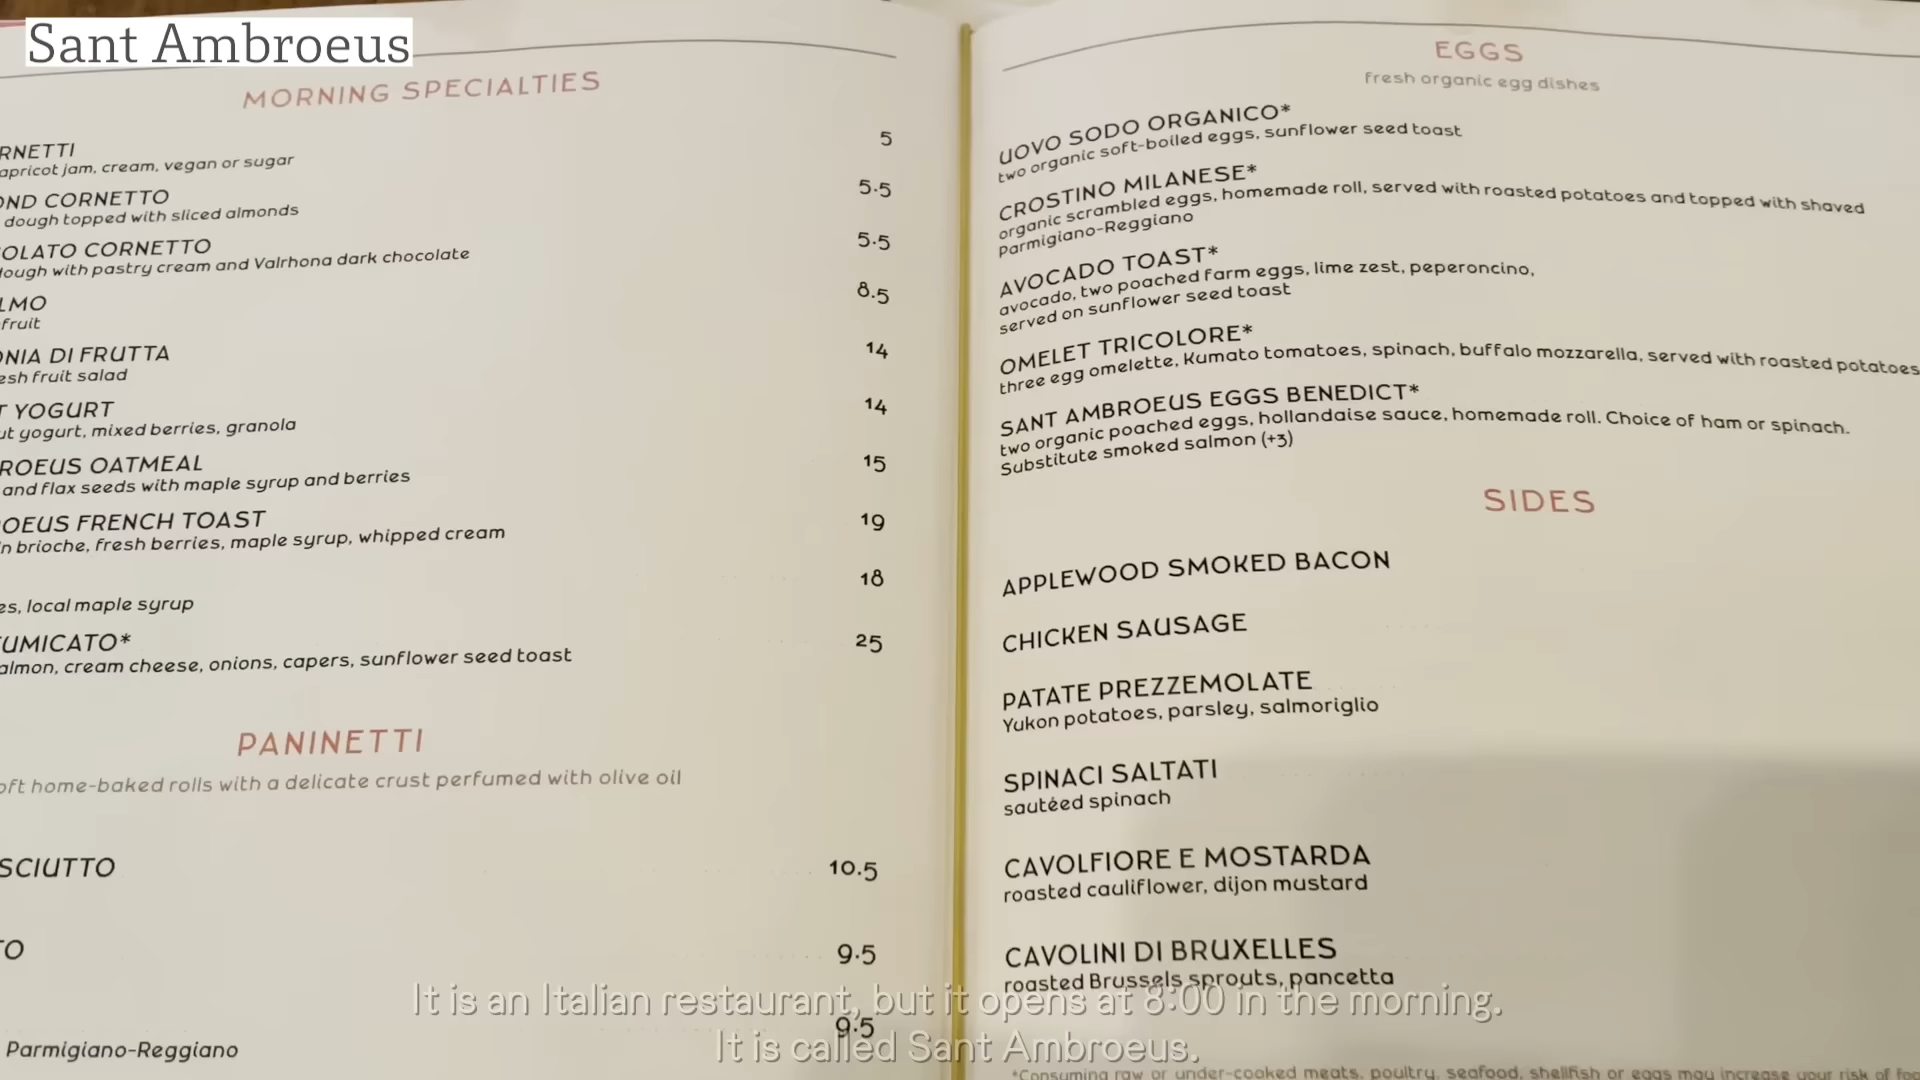 Sant Ambroeus
MORNING SPECIALTIES
RNETTI 5
apricot jam, cream, vegan or sugar
OND CORNETTO 5.5
dough topped with sliced almonds
OLATO CORNETTO 5.5
dough with pastry cream and Valrhona dark chocolate
LMO 8.5
fruit
ONIA DI FRUTTA 14
esh fruit salad
T YOGURT 14
ut yogurt, mixed berries, granola
ROEUS OATMEAL 15
and flax seeds with maple syrup and berries
OEUS FRENCH TOAST 19
in brioche, fresh berries, maple syrup, whipped cream
18
es, local maple syrup
UMICATO* 25
almon, cream cheese, onions, capers, sunflower seed toast
PANINETTI
oft home-baked rolls with a delicate crust perfumed with olive oil
SCIUTTO 10.5
TO 9.5
9.5
Parmigiano-Reggiano
EGGS
fresh organic egg dishes
UOVO SODO ORGANICO*
two organic soft-boiled eggs, sunflower seed toast
CROSTINO MILANESE*
organic scrambled eggs, homemade roll, served with roasted potatoes and topped with shaved
Parmigiano-Reggiano
AVOCADO TOAST*
avocado, two poached farm eggs, lime zest, peperoncino,
served on sunflower seed toast
OMELET TRICOLORE*
three egg omelette, Kumato tomatoes, spinach, buffalo mozzarella, served with roasted potatoes
SANT AMBROEUS EGGS BENEDICT*
two organic poached eggs, hollandaise sauce, homemade roll. Choice of ham or spinach.
Substitute smoked salmon (+3)
SIDES
APPLEWOOD SMOKED BACON
CHICKEN SAUSAGE
PATATE PREZZEMOLATE
Yukon potatoes, parsley, salmoriglio
SPINACI SALTATI
sautéed spinach
CAVOLFIORE E MOSTARDA
roasted cauliflower, dijon mustard
CAVOLINI DI BRUXELLES
roasted Brussels sprouts, pancetta
*Consuming raw or under-cooked meats, poultry, seafood, shellfish or eggs may increase your risk of foo
It is an Italian restaurant, but it opens at 8:00 in the morning.
It is called Sant Ambroeus.